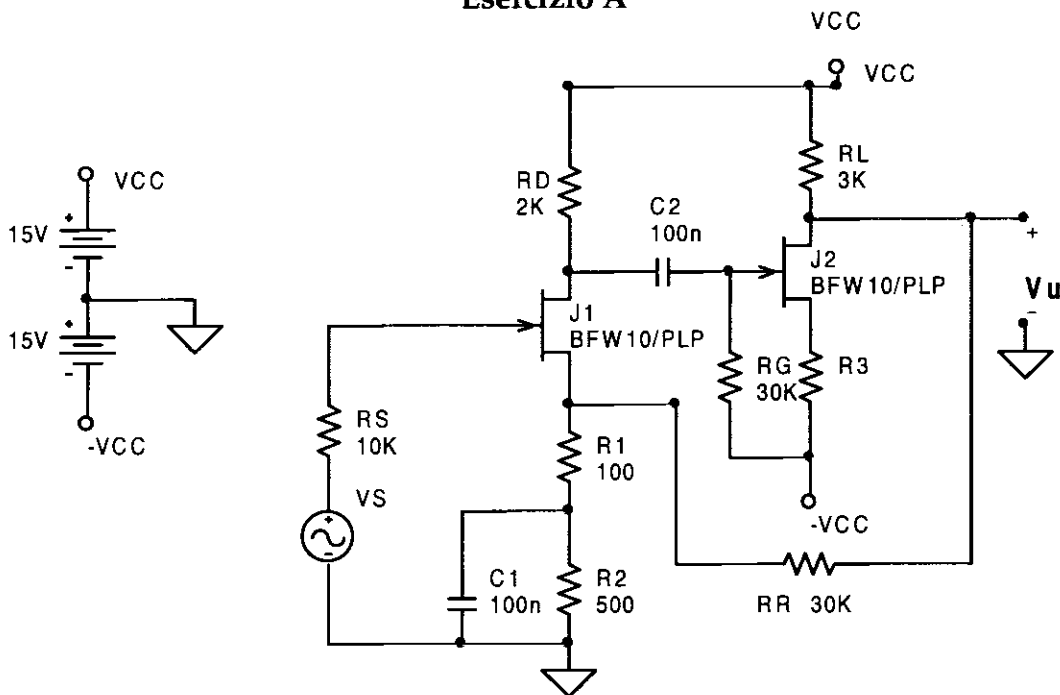 Esercizio A
VCC
VCC
RD
2K
RL
3K
C2
100n
VCC
+
15V
-
+
15V
-
-VCC
J1
BFW10/PLP
J2
BFW10/PLP
+
Vu
-
RS
10K
VS
+
-
RG
30K
R3
R1
100
-VCC
C1
100n
R2
500
RR 30K